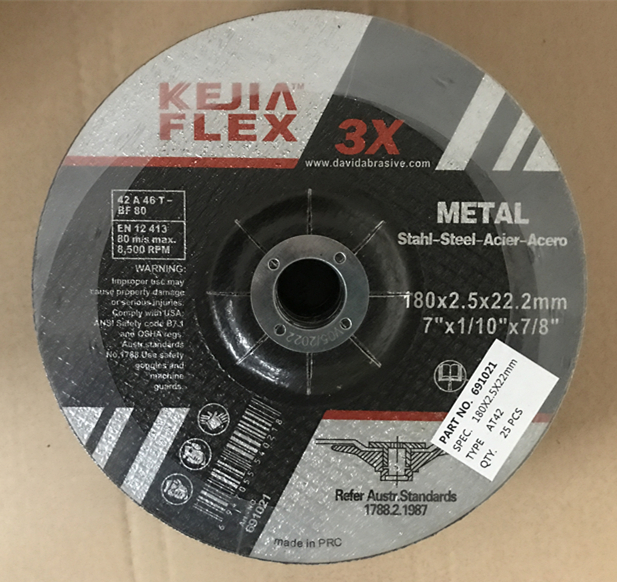 KEJIA™
FLEX
3X
www.davidabrasive.com
42 A 46 T-
BF 80
EN 12 413
80 m/s max.
8,500 RPM
METAL
Stahl-Steel-Acier-Acero
180x2.5x22.2mm
7"x1/10"x7/8"
WARNING:
Improper use may
cause property damage
or serious injuries.
Comply with USA
ANSI Safety code B7.1
and OSHA regs.
Austr.standards
No.1788 Use safety
goggles and
machine
guards.
05/2022
PART NO. 691021
SPEC. 180X2.5X22mm
TYPE AT42
QTY. 25 PCS
691021
Refer Austr.Standards
1788.2.1987
made in PRC